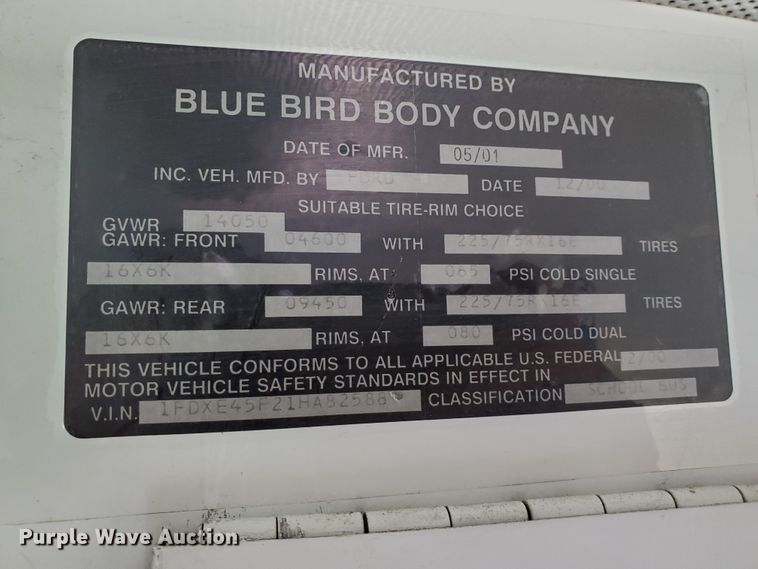 MANUFACTURED BY
BLUE BIRD BODY COMPANY
DATE OF MFR. 05/01
INC. VEH. MFD. BY FORD DATE 12/00
SUITABLE TIRE-RIM CHOICE
GVWR 14050
GAWR: FRONT 04600 WITH 225/75RX16E TIRES
16X6K RIMS, AT 065 PSI COLD SINGLE
GAWR: REAR 09450 WITH 225/75RX16E TIRES
16X6K RIMS, AT 080 PSI COLD DUAL
THIS VEHICLE CONFORMS TO ALL APPLICABLE U.S. FEDERAL
MOTOR VEHICLE SAFETY STANDARDS IN EFFECT IN 2/00
V.I.N. 1FDXE45F21HA82588 CLASSIFICATION SCHOOL BUS
Purple Wave Auction